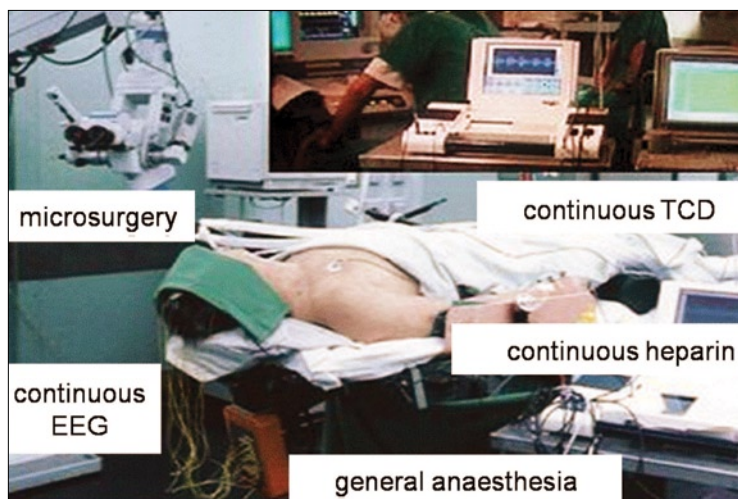 microsurgery
continuous TCD
continuous heparin
continuous
EEG
general anaesthesia